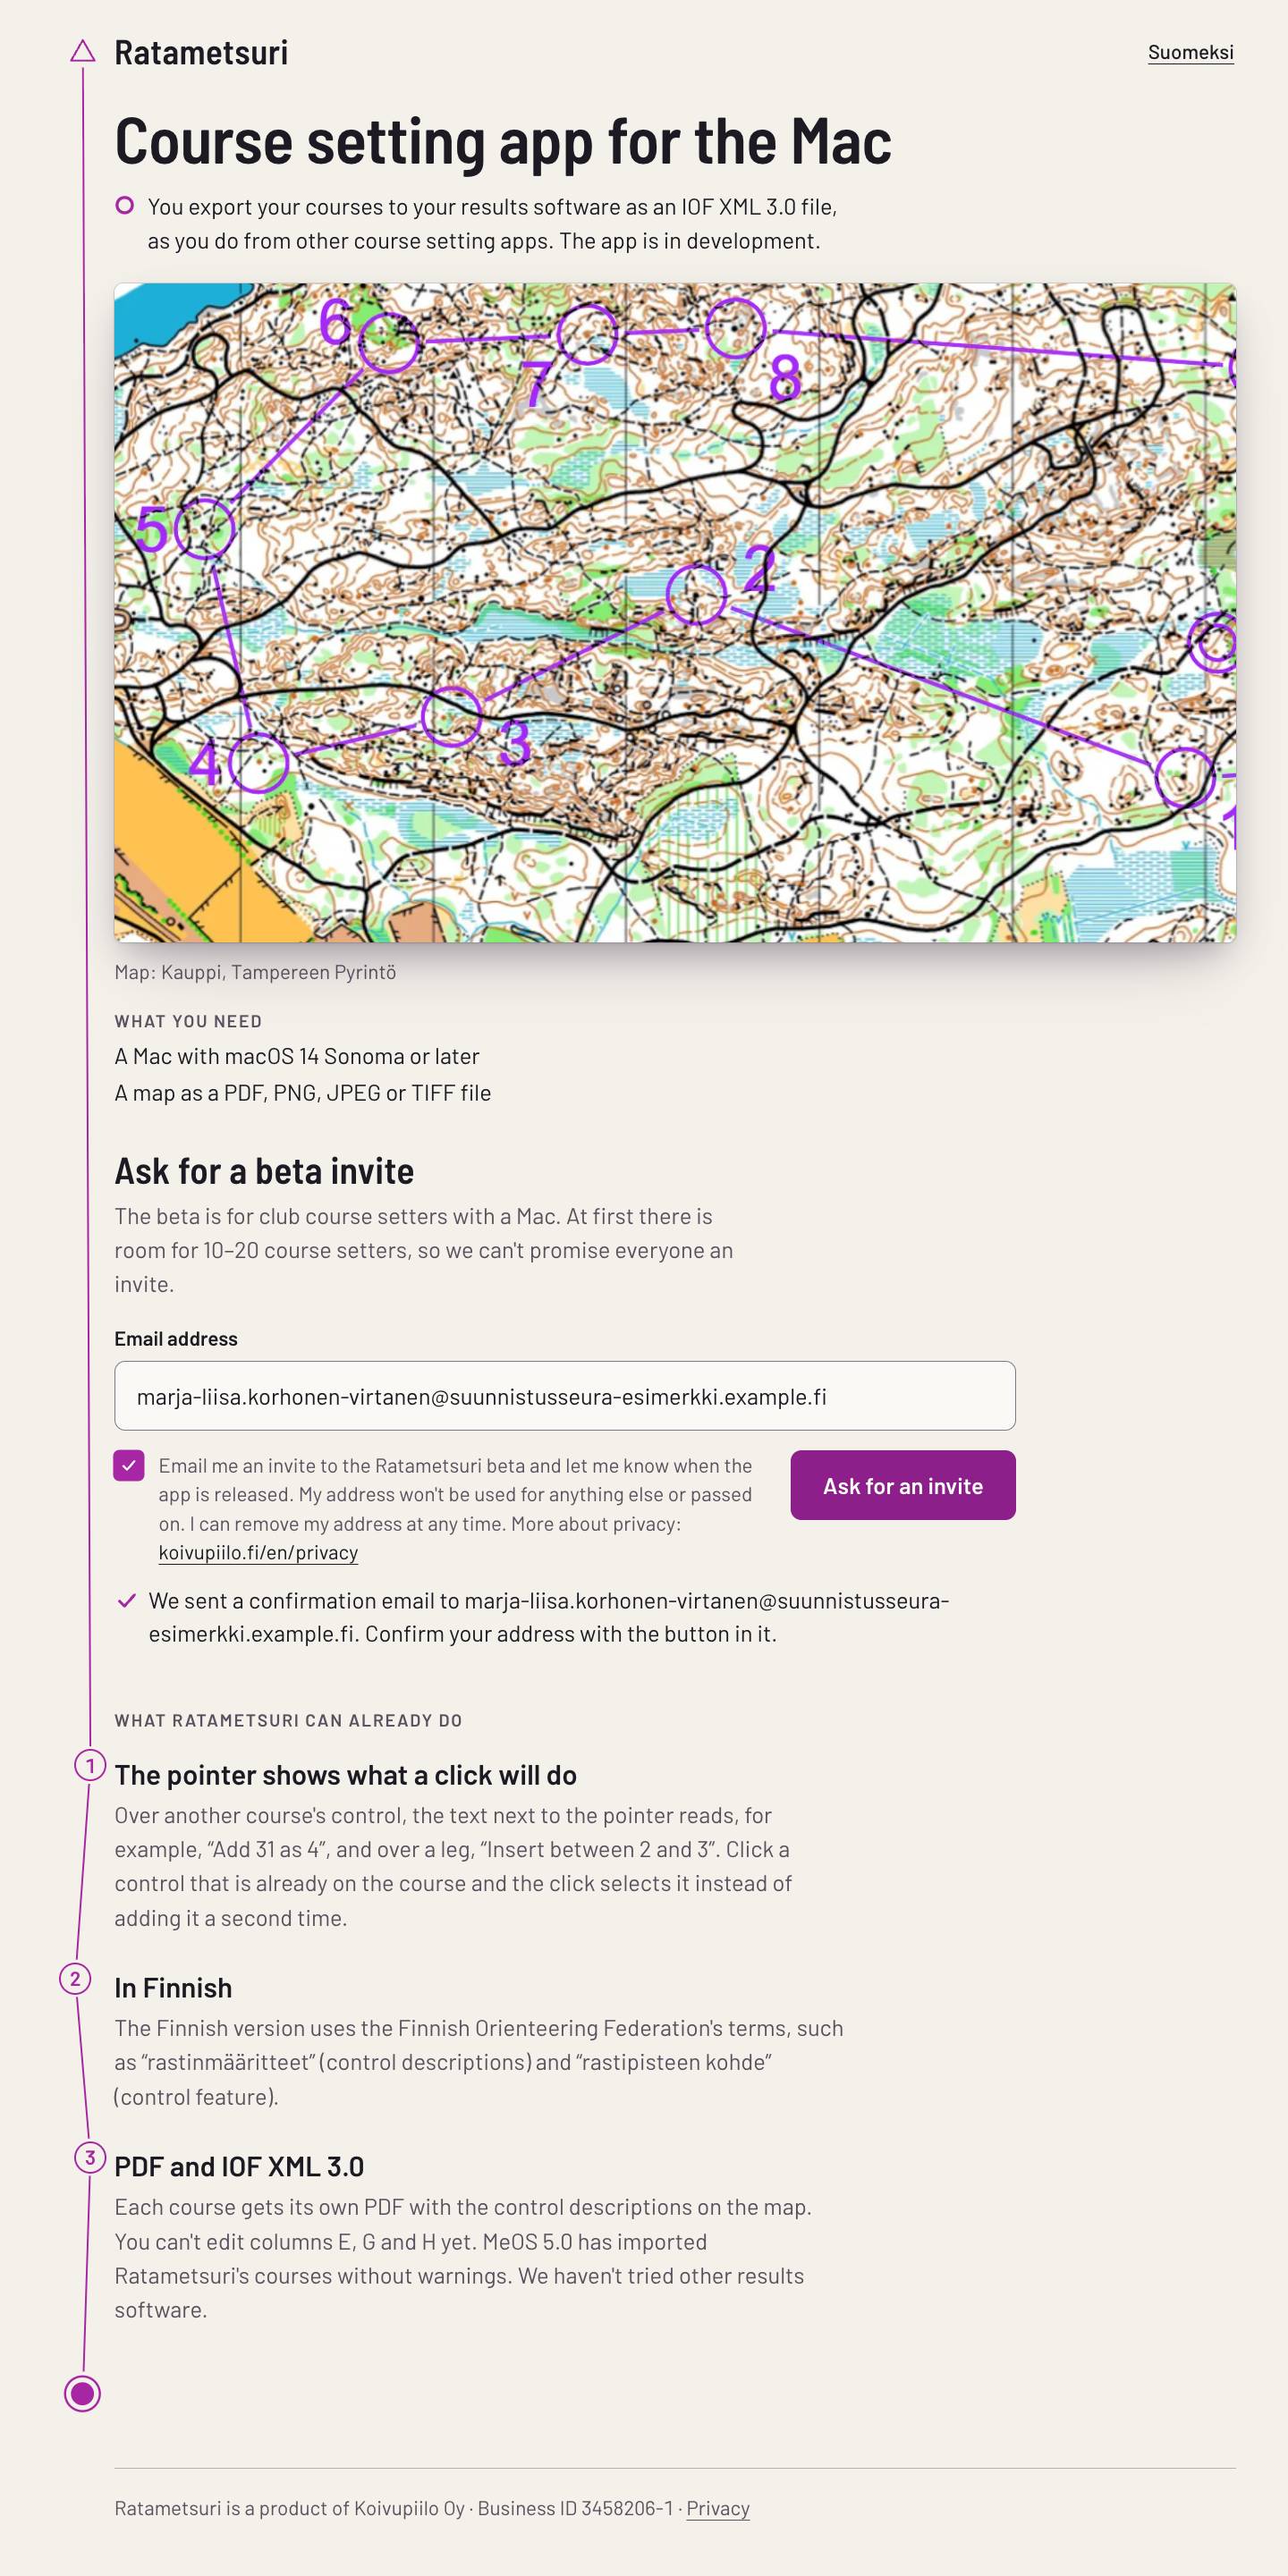 Ratametsuri
Suomeksi
Course setting app for the Mac
You export your courses to your results software as an IOF XML 3.0 file,
as you do from other course setting apps. The app is in development.
6
7
8
5
2
3
4
1
Map: Kauppi, Tampereen Pyrintö
WHAT YOU NEED
A Mac with macOS 14 Sonoma or later
A map as a PDF, PNG, JPEG or TIFF file
Ask for a beta invite
The beta is for club course setters with a Mac. At first there is
room for 10–20 course setters, so we can't promise everyone an
invite.
Email address
marja-liisa.korhonen-virtanen@suunnistusseura-esimerkki.example.fi
Email me an invite to the Ratametsuri beta and let me know when the
app is released. My address won't be used for anything else or passed
on. I can remove my address at any time. More about privacy:
koivupiilo.fi/en/privacy
Ask for an invite
We sent a confirmation email to marja-liisa.korhonen-virtanen@suunnistusseura-
esimerkki.example.fi. Confirm your address with the button in it.
WHAT RATAMETSURI CAN ALREADY DO
1 The pointer shows what a click will do
Over another course's control, the text next to the pointer reads, for
example, “Add 31 as 4”, and over a leg, “Insert between 2 and 3”. Click a
control that is already on the course and the click selects it instead of
adding it a second time.
2 In Finnish
The Finnish version uses the Finnish Orienteering Federation's terms, such
as “rastinmääritteet” (control descriptions) and “rastipisteen kohde”
(control feature).
3 PDF and IOF XML 3.0
Each course gets its own PDF with the control descriptions on the map.
You can't edit columns E, G and H yet. MeOS 5.0 has imported
Ratametsuri's courses without warnings. We haven't tried other results
software.
Ratametsuri is a product of Koivupiilo Oy · Business ID 3458206-1 · Privacy